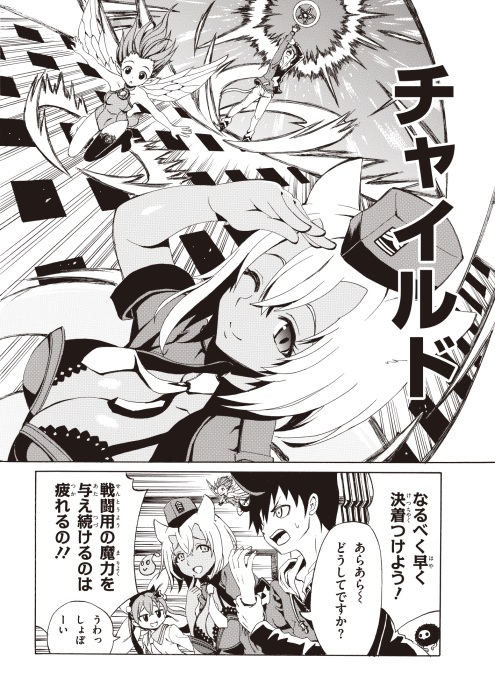 チャイルド
なるべく早く
決着つけよう!
あらあら〜
どうしてですか?
戦闘用の魔力を
与え続けるのは
疲れるの!!
うわっ
しょぼ
ーい